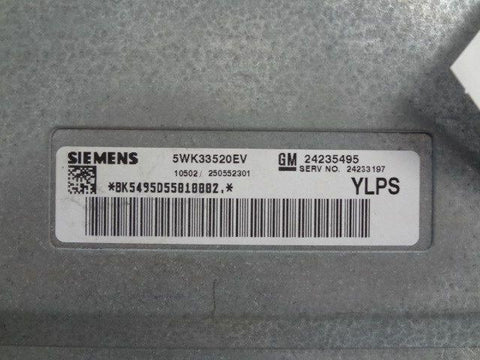 SIEMENS 5WK33520EV GM 24235495
10502/ 250552301 SERV NO. 24233197
*BK5495D55010002.* YLPS